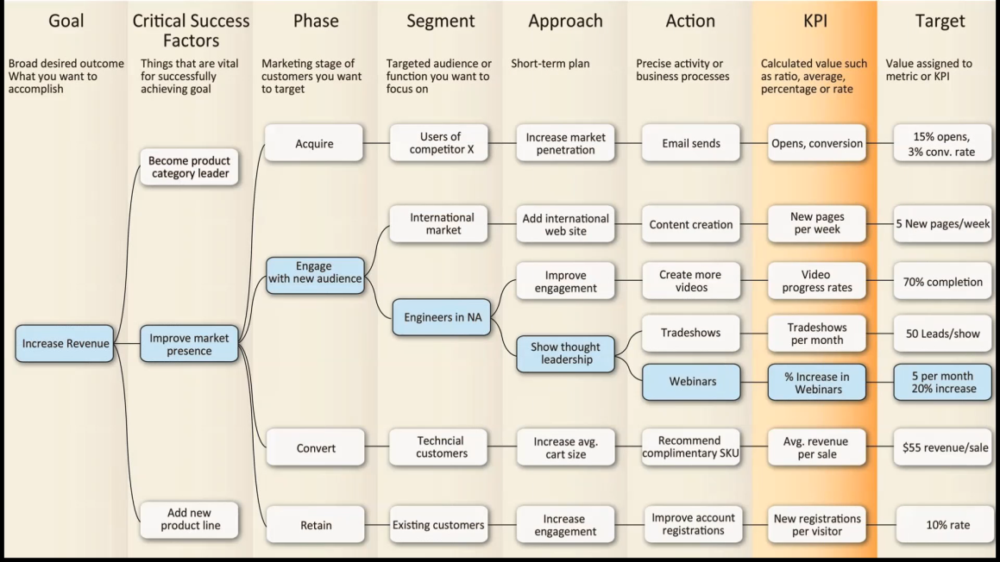 Goal
Critical Success
Factors
Phase
Segment
Approach
Action
KPI
Target
Broad desired outcome
What you want to
accomplish
Things that are vital
for successfully
achieving goal
Marketing stage of
customers you want
to target
Targeted audience or
function you want to
focus on
Short-term plan
Precise activity or
business processes
Calculated value such
as ratio, average,
percentage or rate
Value assigned to
metric or KPI
Increase Revenue
Become product
category leader
Improve market
presence
Add new
product line
Acquire
Users of
competitor X
Increase market
penetration
Email sends
Opens, conversion
15% opens,
3% conv. rate
Engage
with new audience
International
market
Add international
web site
Content creation
New pages
per week
5 New pages/week
Engineers in NA
Improve
engagement
Create more
videos
Video
progress rates
70% completion
Show thought
leadership
Tradeshows
Tradeshows
per month
50 Leads/show
Webinars
% Increase in
Webinars
5 per month
20% increase
Convert
Techncial
customers
Increase avg.
cart size
Recommend
complimentary SKU
Avg. revenue
per sale
$55 revenue/sale
Retain
Existing customers
Increase
engagement
Improve account
registrations
New registrations
per visitor
10% rate